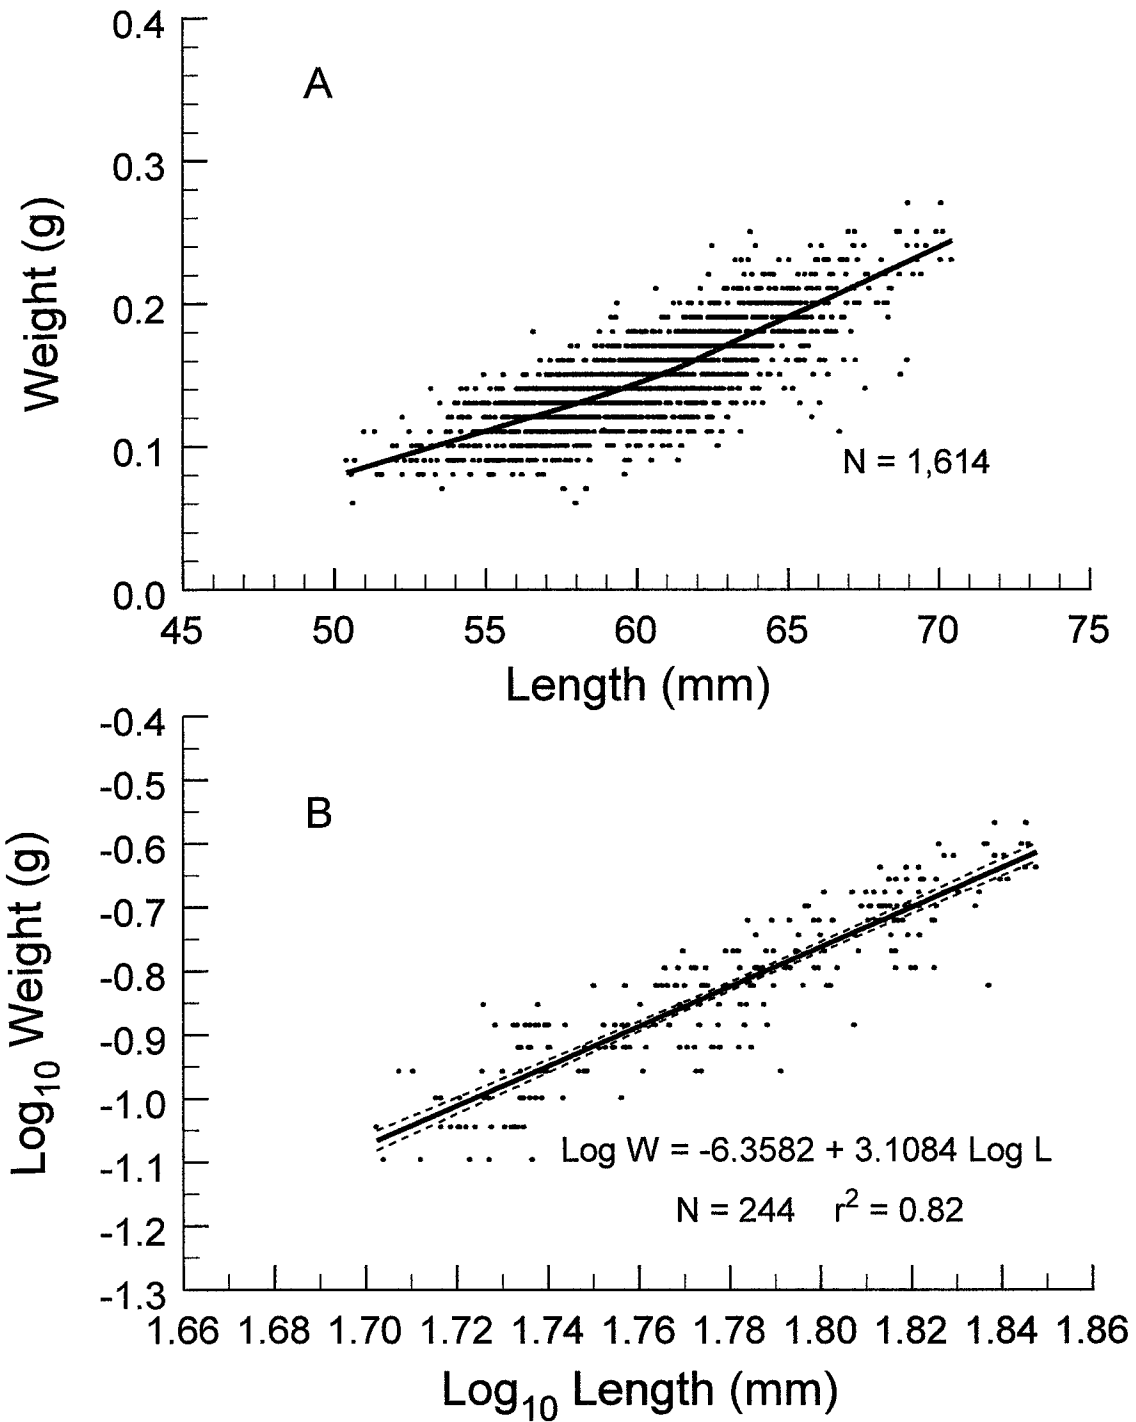 0.4
A
0.3
Weight (g)
0.2
0.1
N = 1,614
0.0
45 50 55 60 65 70 75
Length (mm)
-0.4
-0.5
B
-0.6
-0.7
Log10 Weight (g)
-0.8
-0.9
-1.0
-1.1
Log W = -6.3582 + 3.1084 Log L
N = 244 r2 = 0.82
-1.2
-1.3
1.66 1.68 1.70 1.72 1.74 1.76 1.78 1.80 1.82 1.84 1.86
Log10 Length (mm)